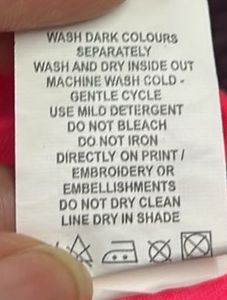 WASH DARK COLOURS
SEPARATELY
WASH AND DRY INSIDE OUT
MACHINE WASH COLD -
GENTLE CYCLE
USE MILD DETERGENT
DO NOT BLEACH
DO NOT IRON
DIRECTLY ON PRINT /
EMBROIDERY OR
EMBELLISHMENTS
DO NOT DRY CLEAN
LINE DRY IN SHADE